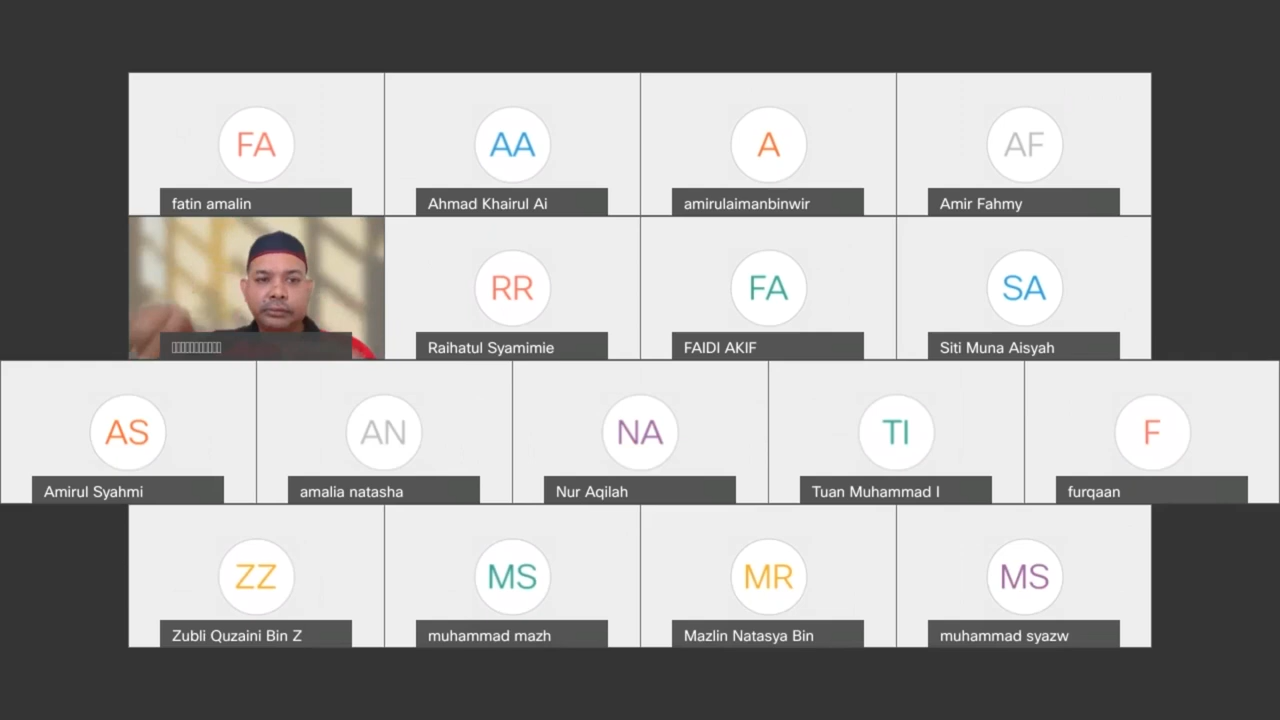 FA
AA
A
AF
fatin amalin
Ahmad Khairul Ai
amirulaimanbinwir
Amir Fahmy
RR
FA
SA
Raihatul Syamimie
FAIDI AKIF
Siti Muna Aisyah
AS
AN
NA
TI
F
Amirul Syahmi
amalia natasha
Nur Aqilah
Tuan Muhammad I
furqaan
ZZ
MS
MR
MS
Zubli Quzaini Bin Z
muhammad mazh
Mazlin Natasya Bin
muhammad syazw